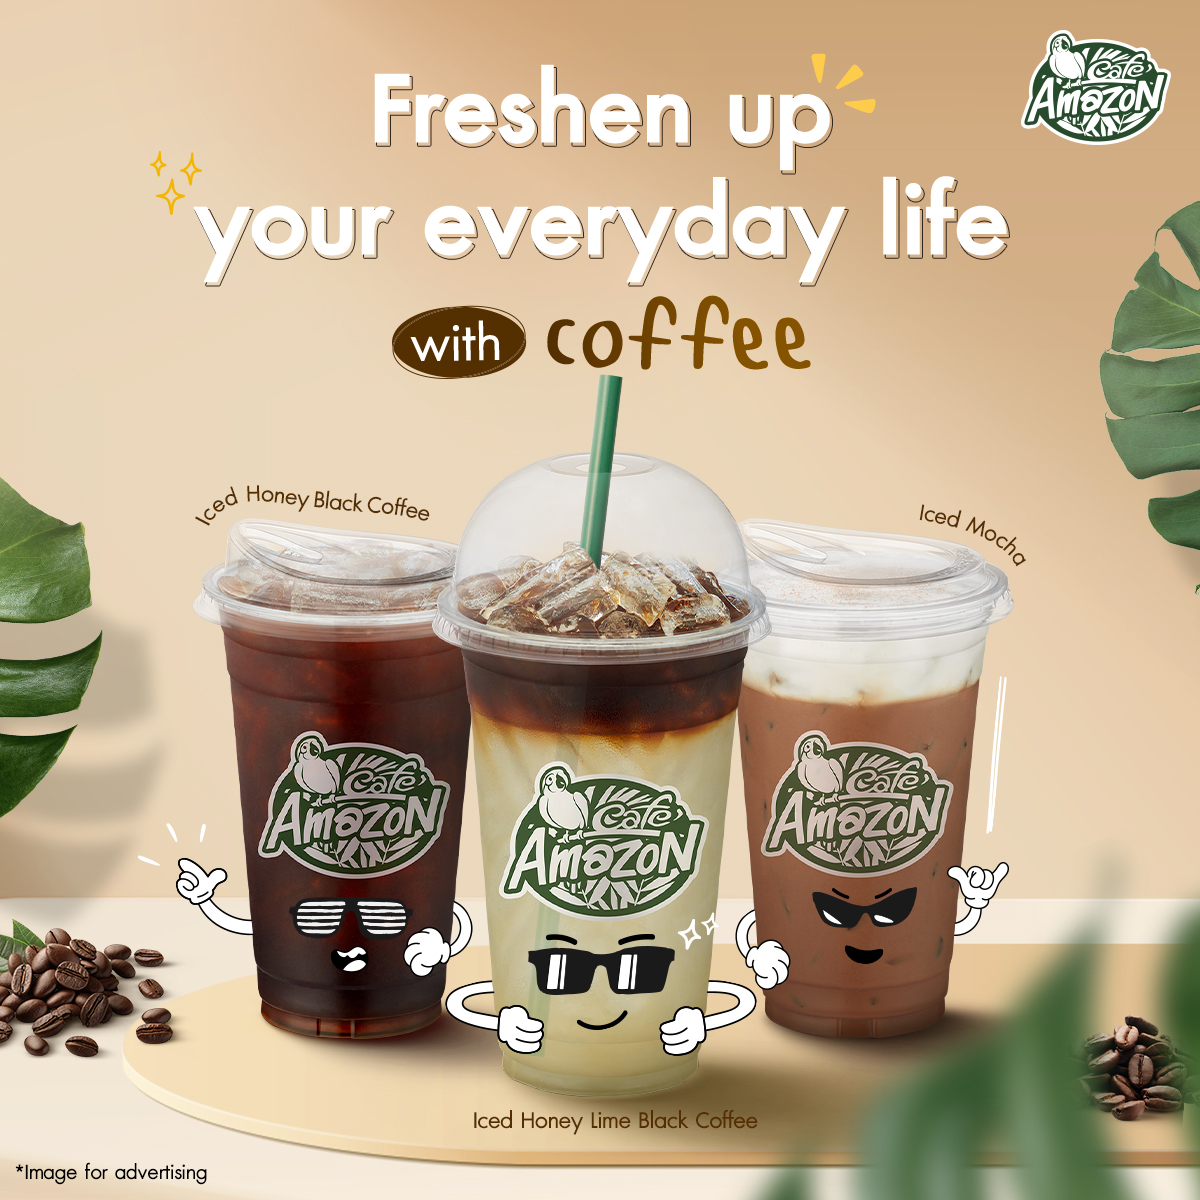 Café
Amazon
Freshen up
your everyday life
with coffee
Iced Honey Black Coffee
Iced Mocha
Café
Amazon
Café
Amazon
Café
Amazon
Iced Honey Lime Black Coffee
*Image for advertising